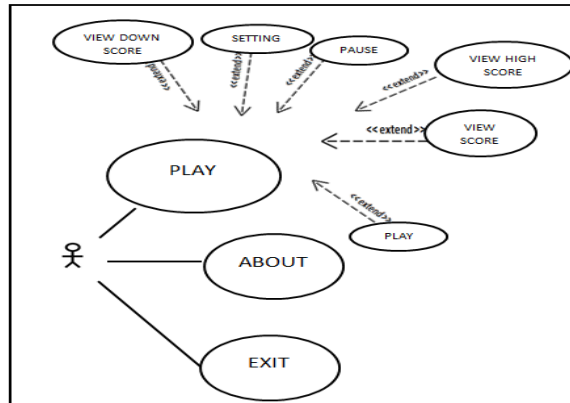 VIEW DOWN
SCORE
SETTING
PAUSE
VIEW HIGH
SCORE
<<extend>>
<<extend>>
<<extend>>
<<extend>>
VIEW
SCORE
<<extend>>
PLAY
<<extend>>
PLAY
ABOUT
EXIT